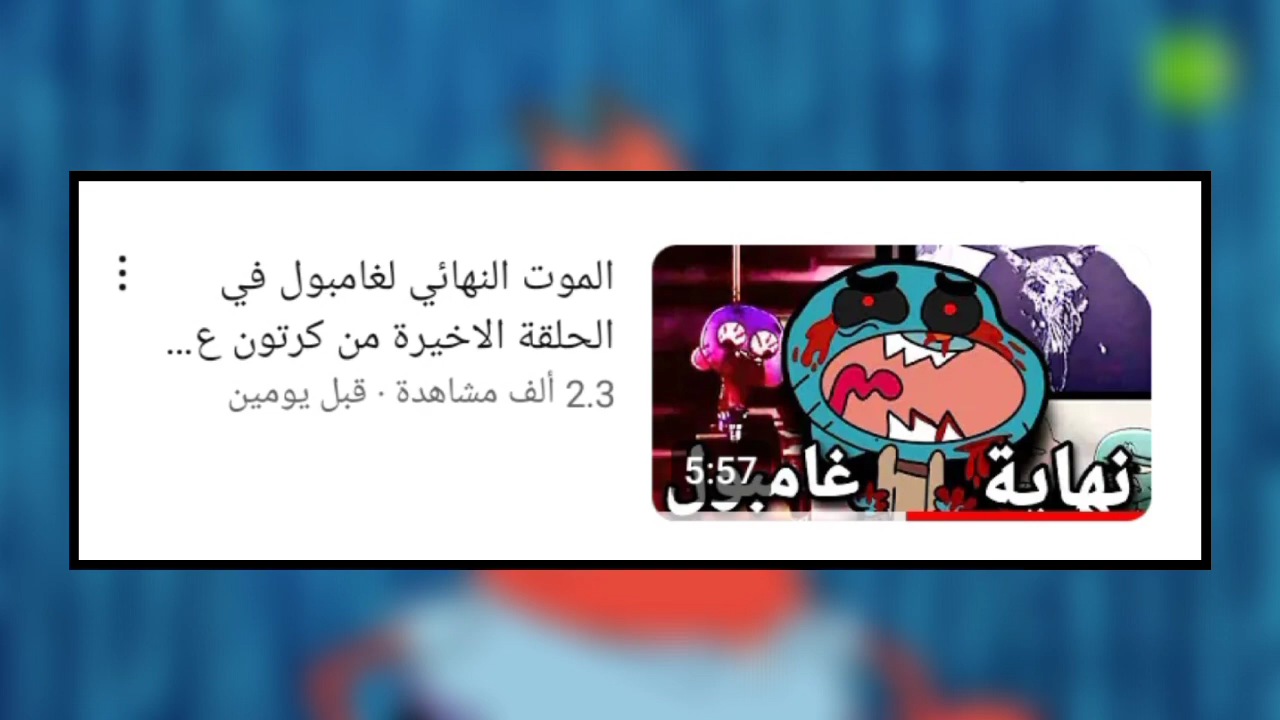 الموت النهائي لغامبول في
الحلقة الاخيرة من كرتون ع...
2.3 ألف مشاهدة · قبل يومين
نهاية غامبول
5:57